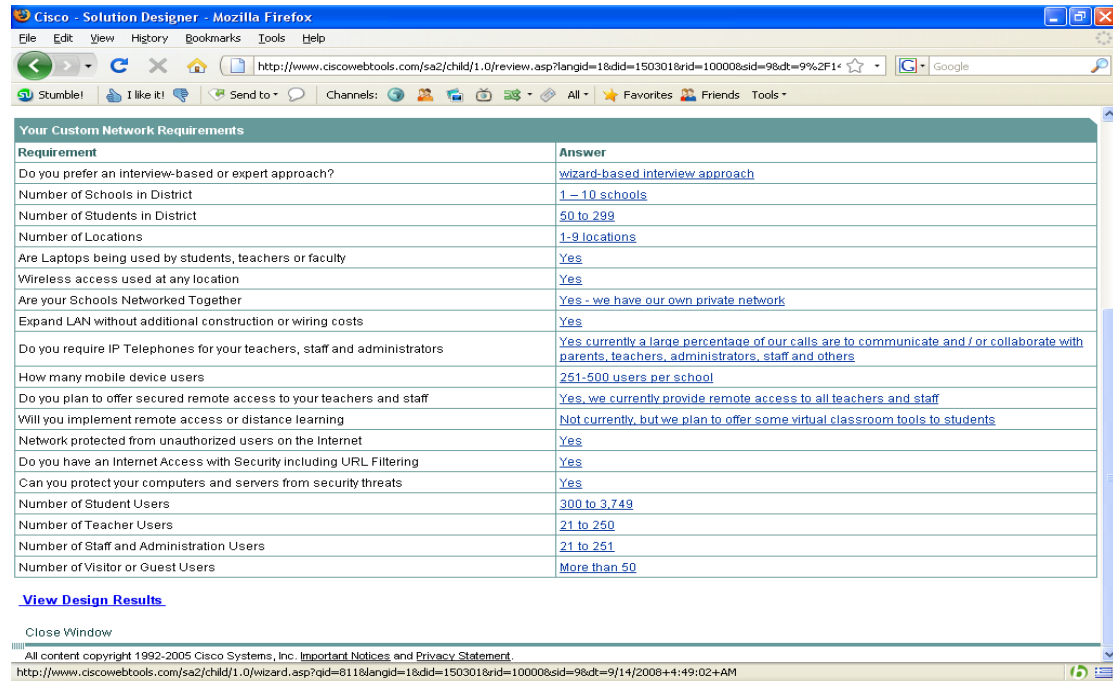 Cisco - Solution Designer - Mozilla Firefox
File Edit View History Bookmarks Tools Help
http://www.ciscowebtools.com/sa2/child/1.0/review.asp?langid=1&did=150301&rid=10000&sid=9&dt=9%2F14 Google
Stumble! I like it! Send to Channels: All Favorites Friends Tools
Your Custom Network Requirements
Requirement Answer
Do you prefer an interview-based or expert approach? wizard-based interview approach
Number of Schools in District 1 – 10 schools
Number of Students in District 50 to 299
Number of Locations 1-9 locations
Are Laptops being used by students, teachers or faculty Yes
Wireless access used at any location Yes
Are your Schools Networked Together Yes - we have our own private network
Expand LAN without additional construction or wiring costs Yes
Do you require IP Telephones for your teachers, staff and administrators Yes currently a large percentage of our calls are to communicate and / or collaborate with
parents, teachers, administrators, staff and others
How many mobile device users 251-500 users per school
Do you plan to offer secured remote access to your teachers and staff Yes, we currently provide remote access to all teachers and staff
Will you implement remote access or distance learning Not currently, but we plan to offer some virtual classroom tools to students
Network protected from unauthorized users on the Internet Yes
Do you have an Internet Access with Security including URL Filtering Yes
Can you protect your computers and servers from security threats Yes
Number of Student Users 300 to 3,749
Number of Teacher Users 21 to 250
Number of Staff and Administration Users 21 to 251
Number of Visitor or Guest Users More than 50
View Design Results
Close Window
All content copyright 1992-2005 Cisco Systems, Inc. Important Notices and Privacy Statement.
http://www.ciscowebtools.com/sa2/child/1.0/wizard.asp?qid=811&langid=1&did=150301&rid=10000&sid=9&dt=9/14/2008+4:49:02+AM